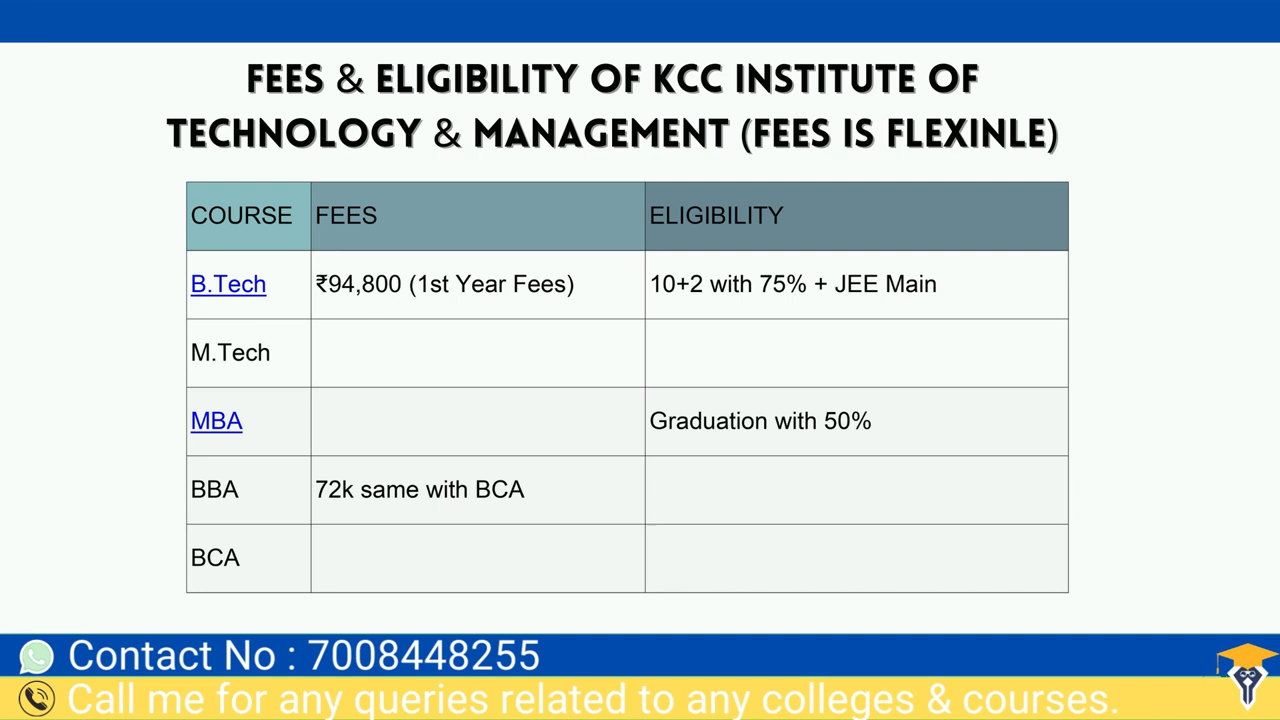 FEES & ELIGIBILITY OF KCC INSTITUTE OF
TECHNOLOGY & MANAGEMENT (FEES IS FLEXINLE)
COURSE FEES ELIGIBILITY
B.Tech ₹94,800 (1st Year Fees) 10+2 with 75% + JEE Main
M.Tech
MBA Graduation with 50%
BBA 72k same with BCA
BCA
Contact No : 7008448255
Call me for any queries related to any colleges & courses.